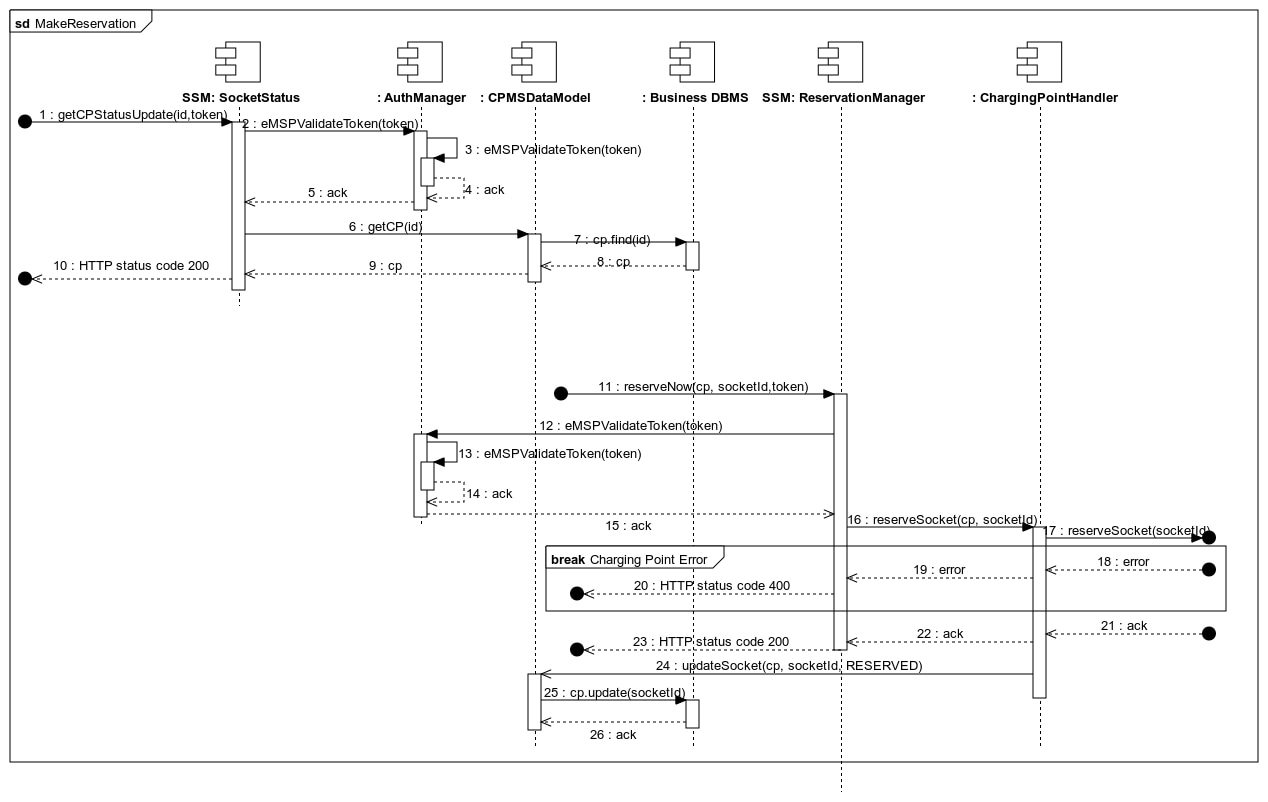 sd MakeReservation
SSM: SocketStatus
: AuthManager
: CPMSDataModel
: Business DBMS
SSM: ReservationManager
: ChargingPointHandler
1 : getCPStatusUpdate(id,token)
2 : eMSPValidateToken(token)
3 : eMSPValidateToken(token)
4 : ack
5 : ack
6 : getCP(id)
7 : cp.find(id)
8 : cp
9 : cp
10 : HTTP status code 200
11 : reserveNow(cp, socketId,token)
12 : eMSPValidateToken(token)
13 : eMSPValidateToken(token)
14 : ack
15 : ack
16 : reserveSocket(cp, socketId)
17 : reserveSocket(socketId)
break Charging Point Error
18 : error
19 : error
20 : HTTP status code 400
21 : ack
22 : ack
23 : HTTP status code 200
24 : updateSocket(cp, socketId, RESERVED)
25 : cp.update(socketId)
26 : ack